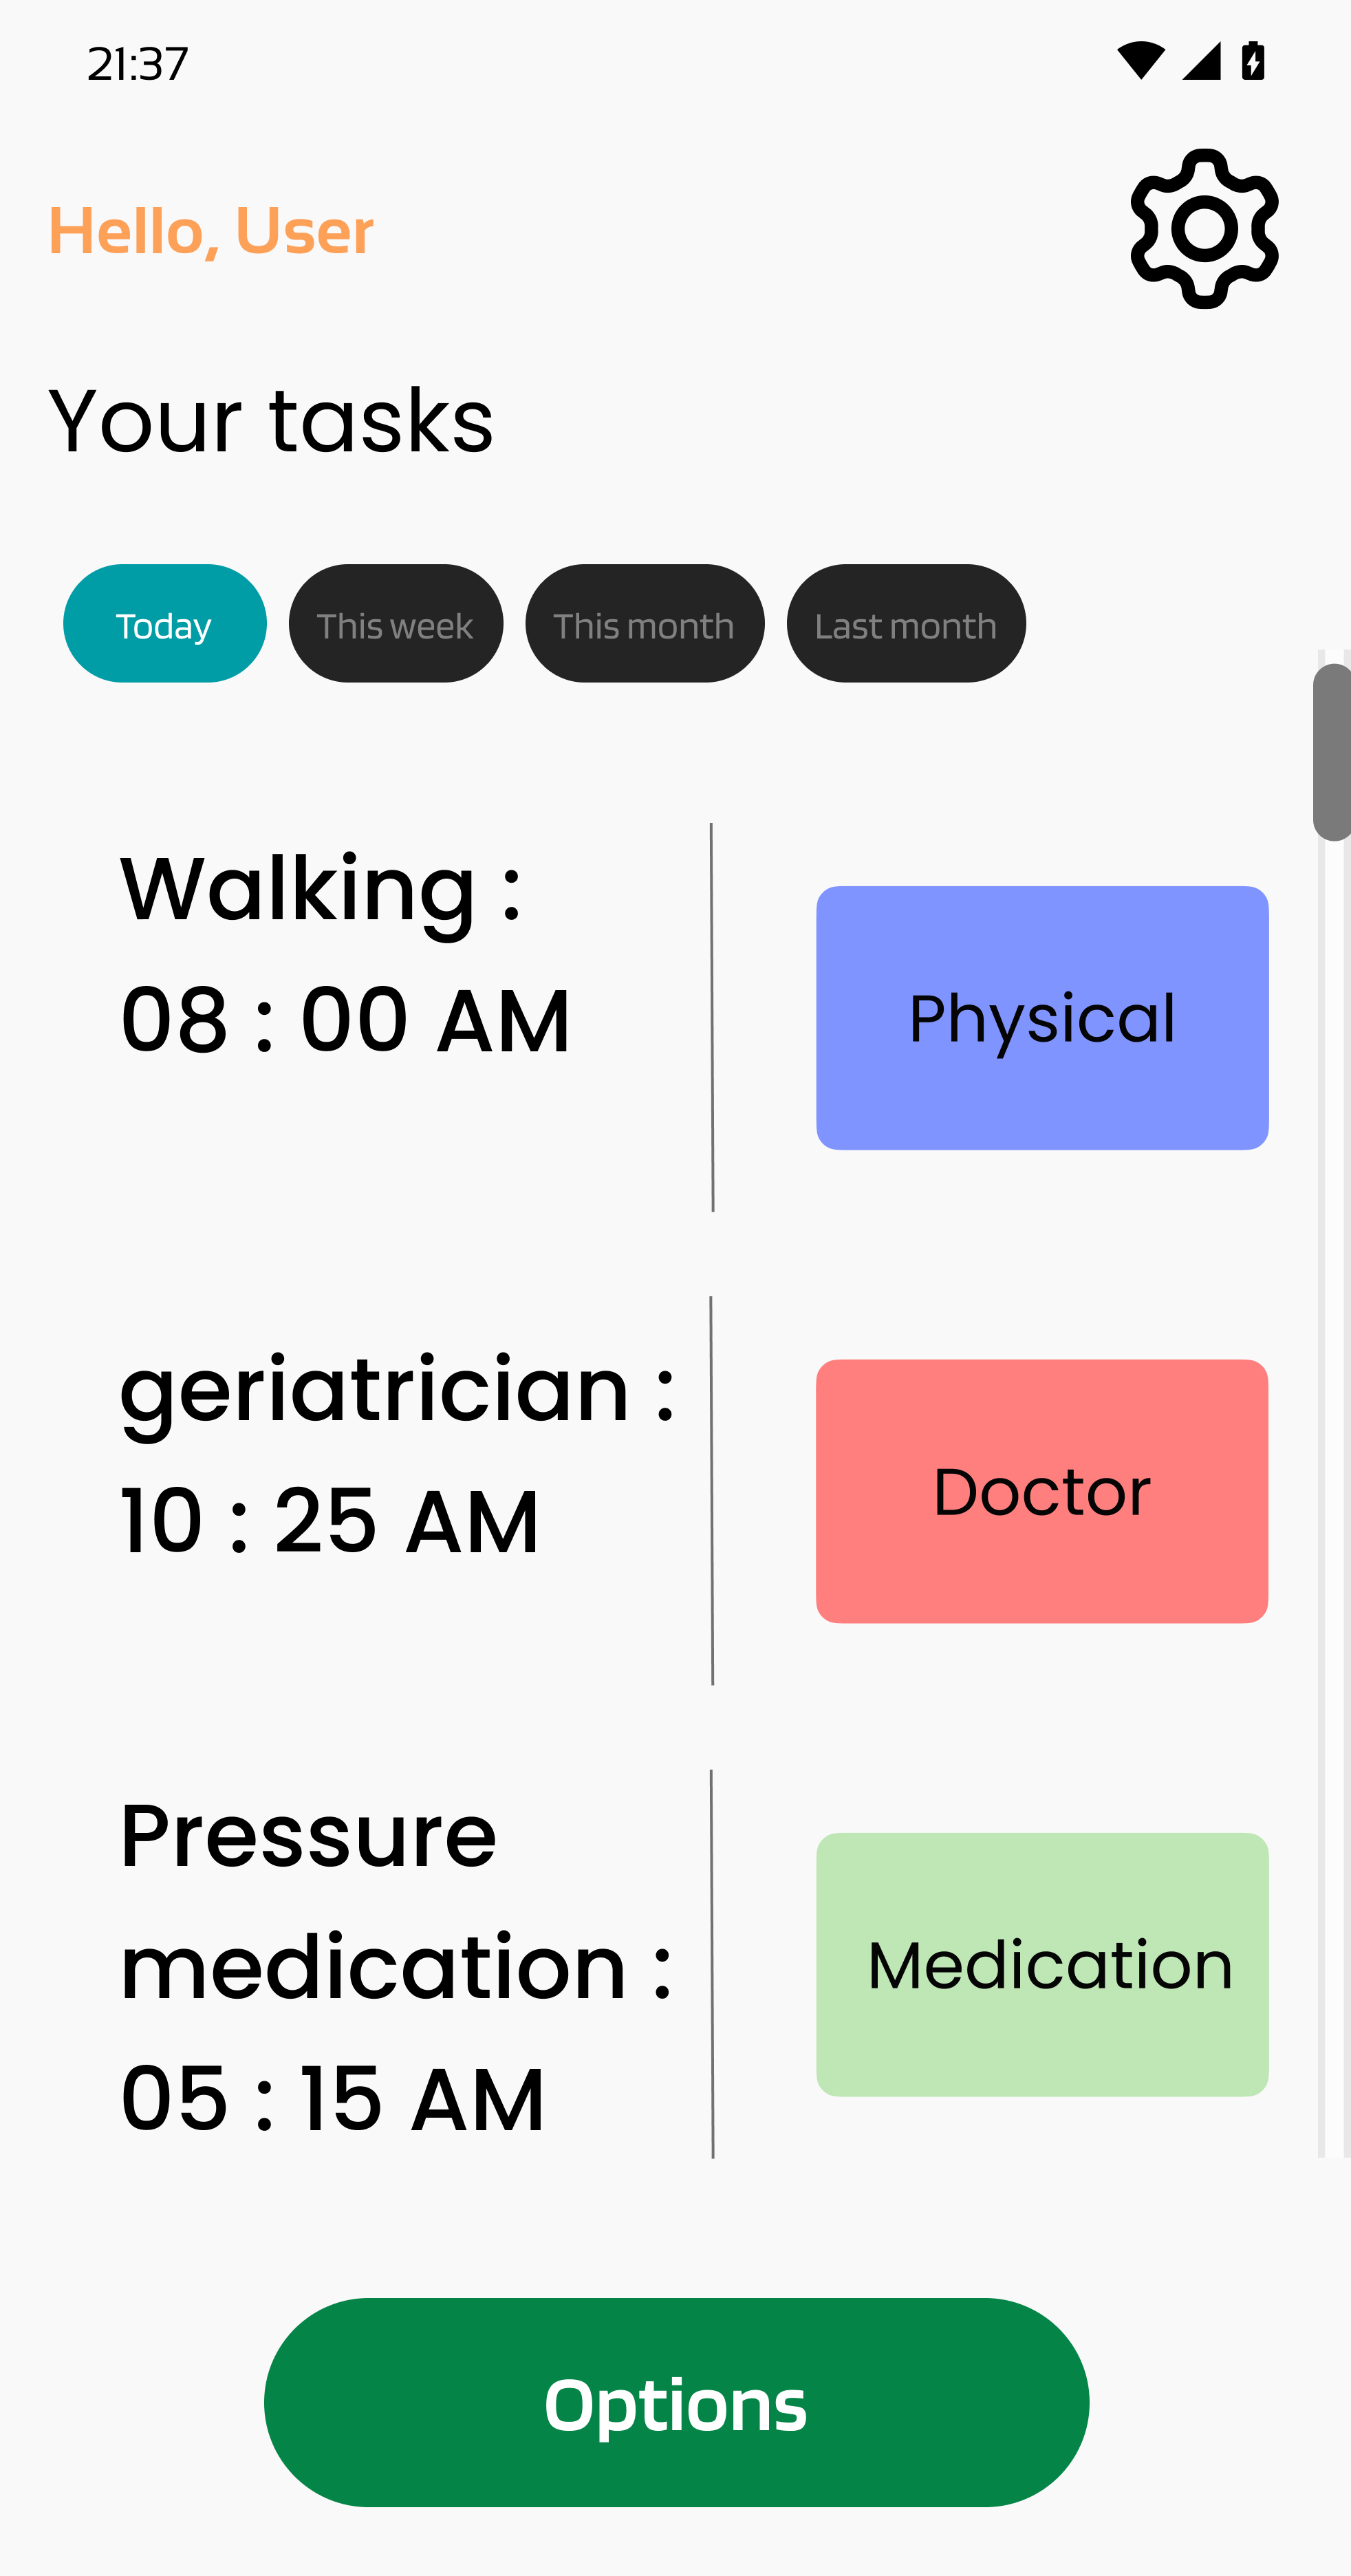 21:37
Hello, User
Your tasks
Today
This week
This month
Last month
Walking :
08 : 00 AM
Physical
geriatrician :
10 : 25 AM
Doctor
Pressure
medication :
05 : 15 AM
Medication
Options